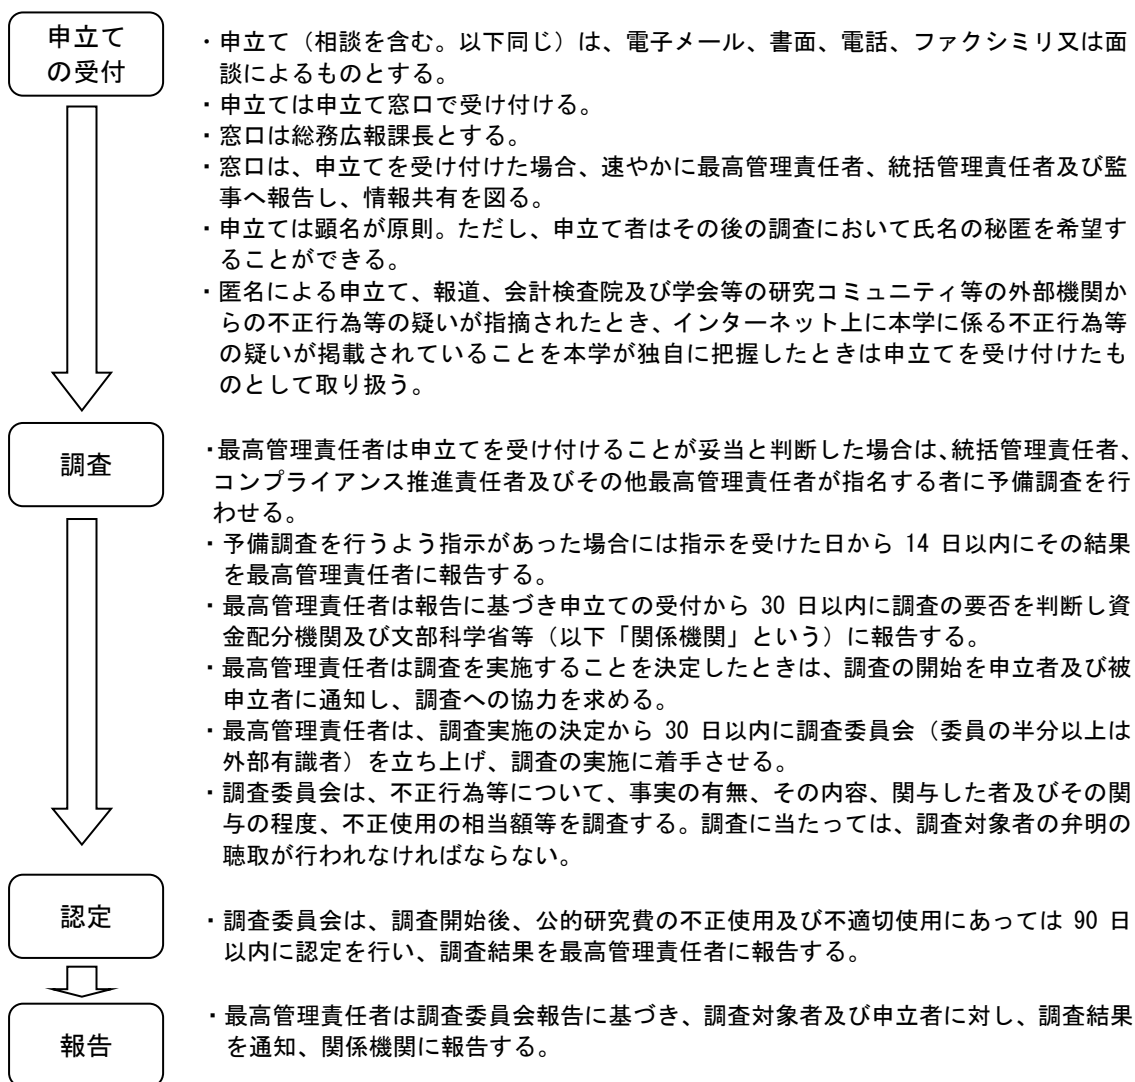 申立て
の受付
・申立て（相談を含む。以下同じ）は、電子メール、書面、電話、ファクシミリ又は面
談によるものとする。
・申立ては申立て窓口で受け付ける。
・窓口は総務広報課長とする。
・窓口は、申立てを受け付けた場合、速やかに最高管理責任者、統括管理責任者及び監
事へ報告し、情報共有を図る。
・申立ては顕名が原則。ただし、申立て者はその後の調査において氏名の秘匿を希望す
ることができる。
・匿名による申立て、報道、会計検査院及び学会等の研究コミュニティ等の外部機関か
らの不正行為等の疑いが指摘されたとき、インターネット上に本学に係る不正行為等
の疑いが掲載されていることを本学が独自に把握したときは申立てを受け付けたも
のとして取り扱う。
調査
・最高管理責任者は申立てを受け付けることが妥当と判断した場合は、統括管理責任者、
コンプライアンス推進責任者及びその他最高管理責任者が指名する者に予備調査を行
わせる。
・予備調査を行うよう指示があった場合には指示を受けた日から 14 日以内にその結果
を最高管理責任者に報告する。
・最高管理責任者は報告に基づき申立ての受付から 30 日以内に調査の要否を判断し資
金配分機関及び文部科学省等（以下「関係機関」という）に報告する。
・最高管理責任者は調査を実施することを決定したときは、調査の開始を申立者及び被
申立者に通知し、調査への協力を求める。
・最高管理責任者は、調査実施の決定から 30 日以内に調査委員会（委員の半分以上は
外部有識者）を立ち上げ、調査の実施に着手させる。
・調査委員会は、不正行為等について、事実の有無、その内容、関与した者及びその関
与の程度、不正使用の相当額等を調査する。調査に当たっては、調査対象者の弁明の
聴取が行われなければならない。
認定
・調査委員会は、調査開始後、公的研究費の不正使用及び不適切使用にあっては 90 日
以内に認定を行い、調査結果を最高管理責任者に報告する。
報告
・最高管理責任者は調査委員会報告に基づき、調査対象者及び申立者に対し、調査結果
を通知、関係機関に報告する。